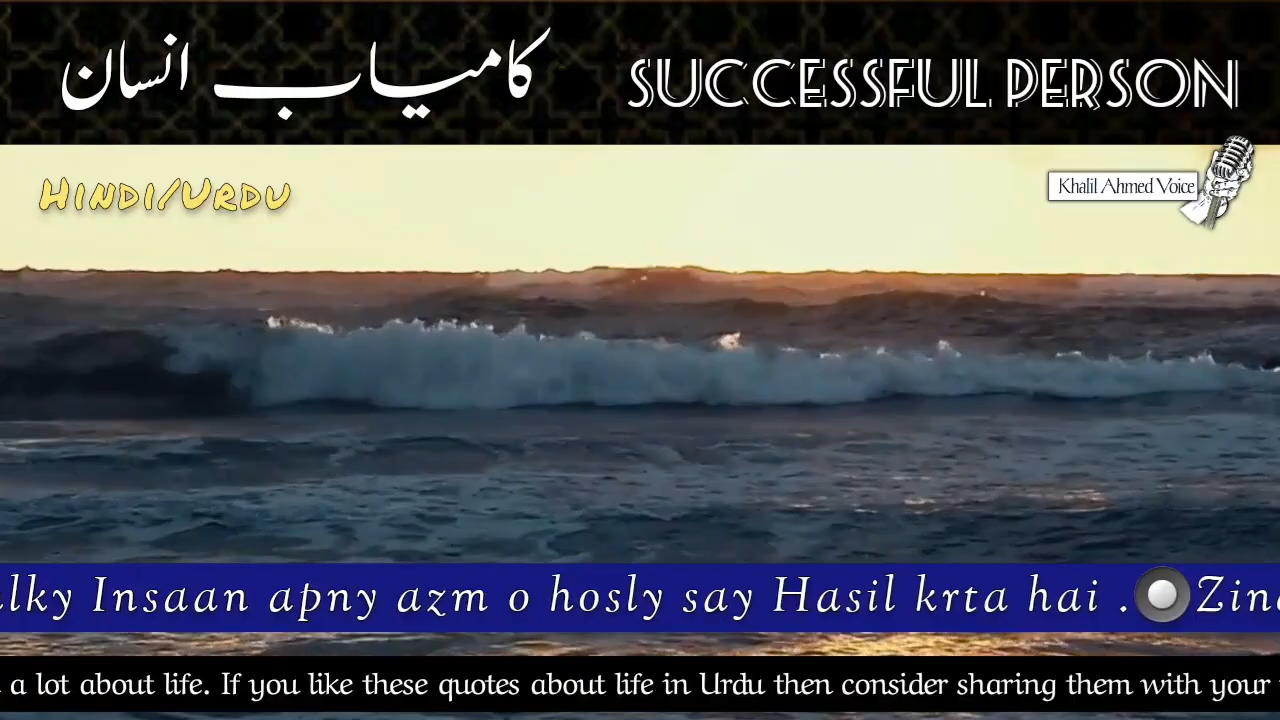 کامیاب انسان SUCCESSFUL PERSON
HINDI/URDU
Khalil Ahmed Voice
Insaan apny azm o hosly say Hasil krta hai .
a lot about life. If you like these quotes about life in Urdu then consider sharing them with your